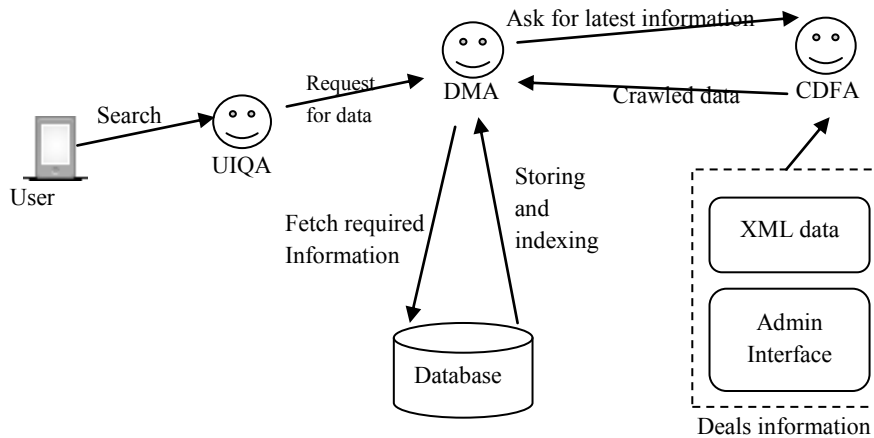 Ask for latest information
DMA
CDFA
Request
for data
Crawled data
Search
UIQA
User
Fetch required
Information
Storing
and
indexing
XML data
Admin
Interface
Database
Deals information